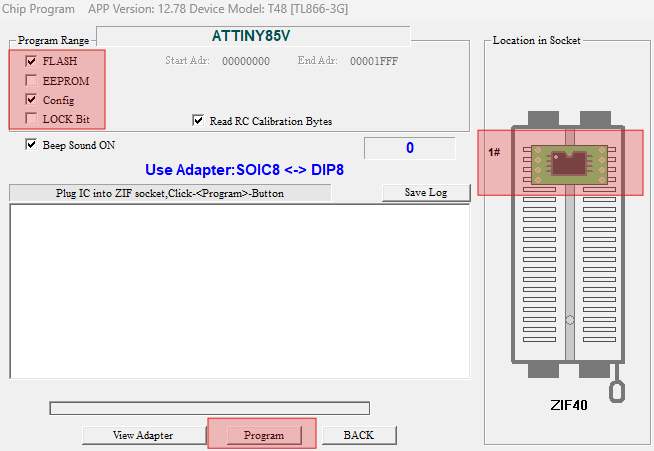 Chip Program APP Version: 12.78 Device Model: T48 [TL866-3G]
Program Range
ATTINY85V
Location in Socket
FLASH
Start Adr: 00000000 End Adr: 00001FFF
EEPROM
Config
LOCK Bit
Read RC Calibration Bytes
Beep Sound ON
0
1#
Use Adapter:SOIC8 <-> DIP8
Plug IC into ZIF socket,Click-<Program>-Button
Save Log
ZIF40
View Adapter
Program
BACK